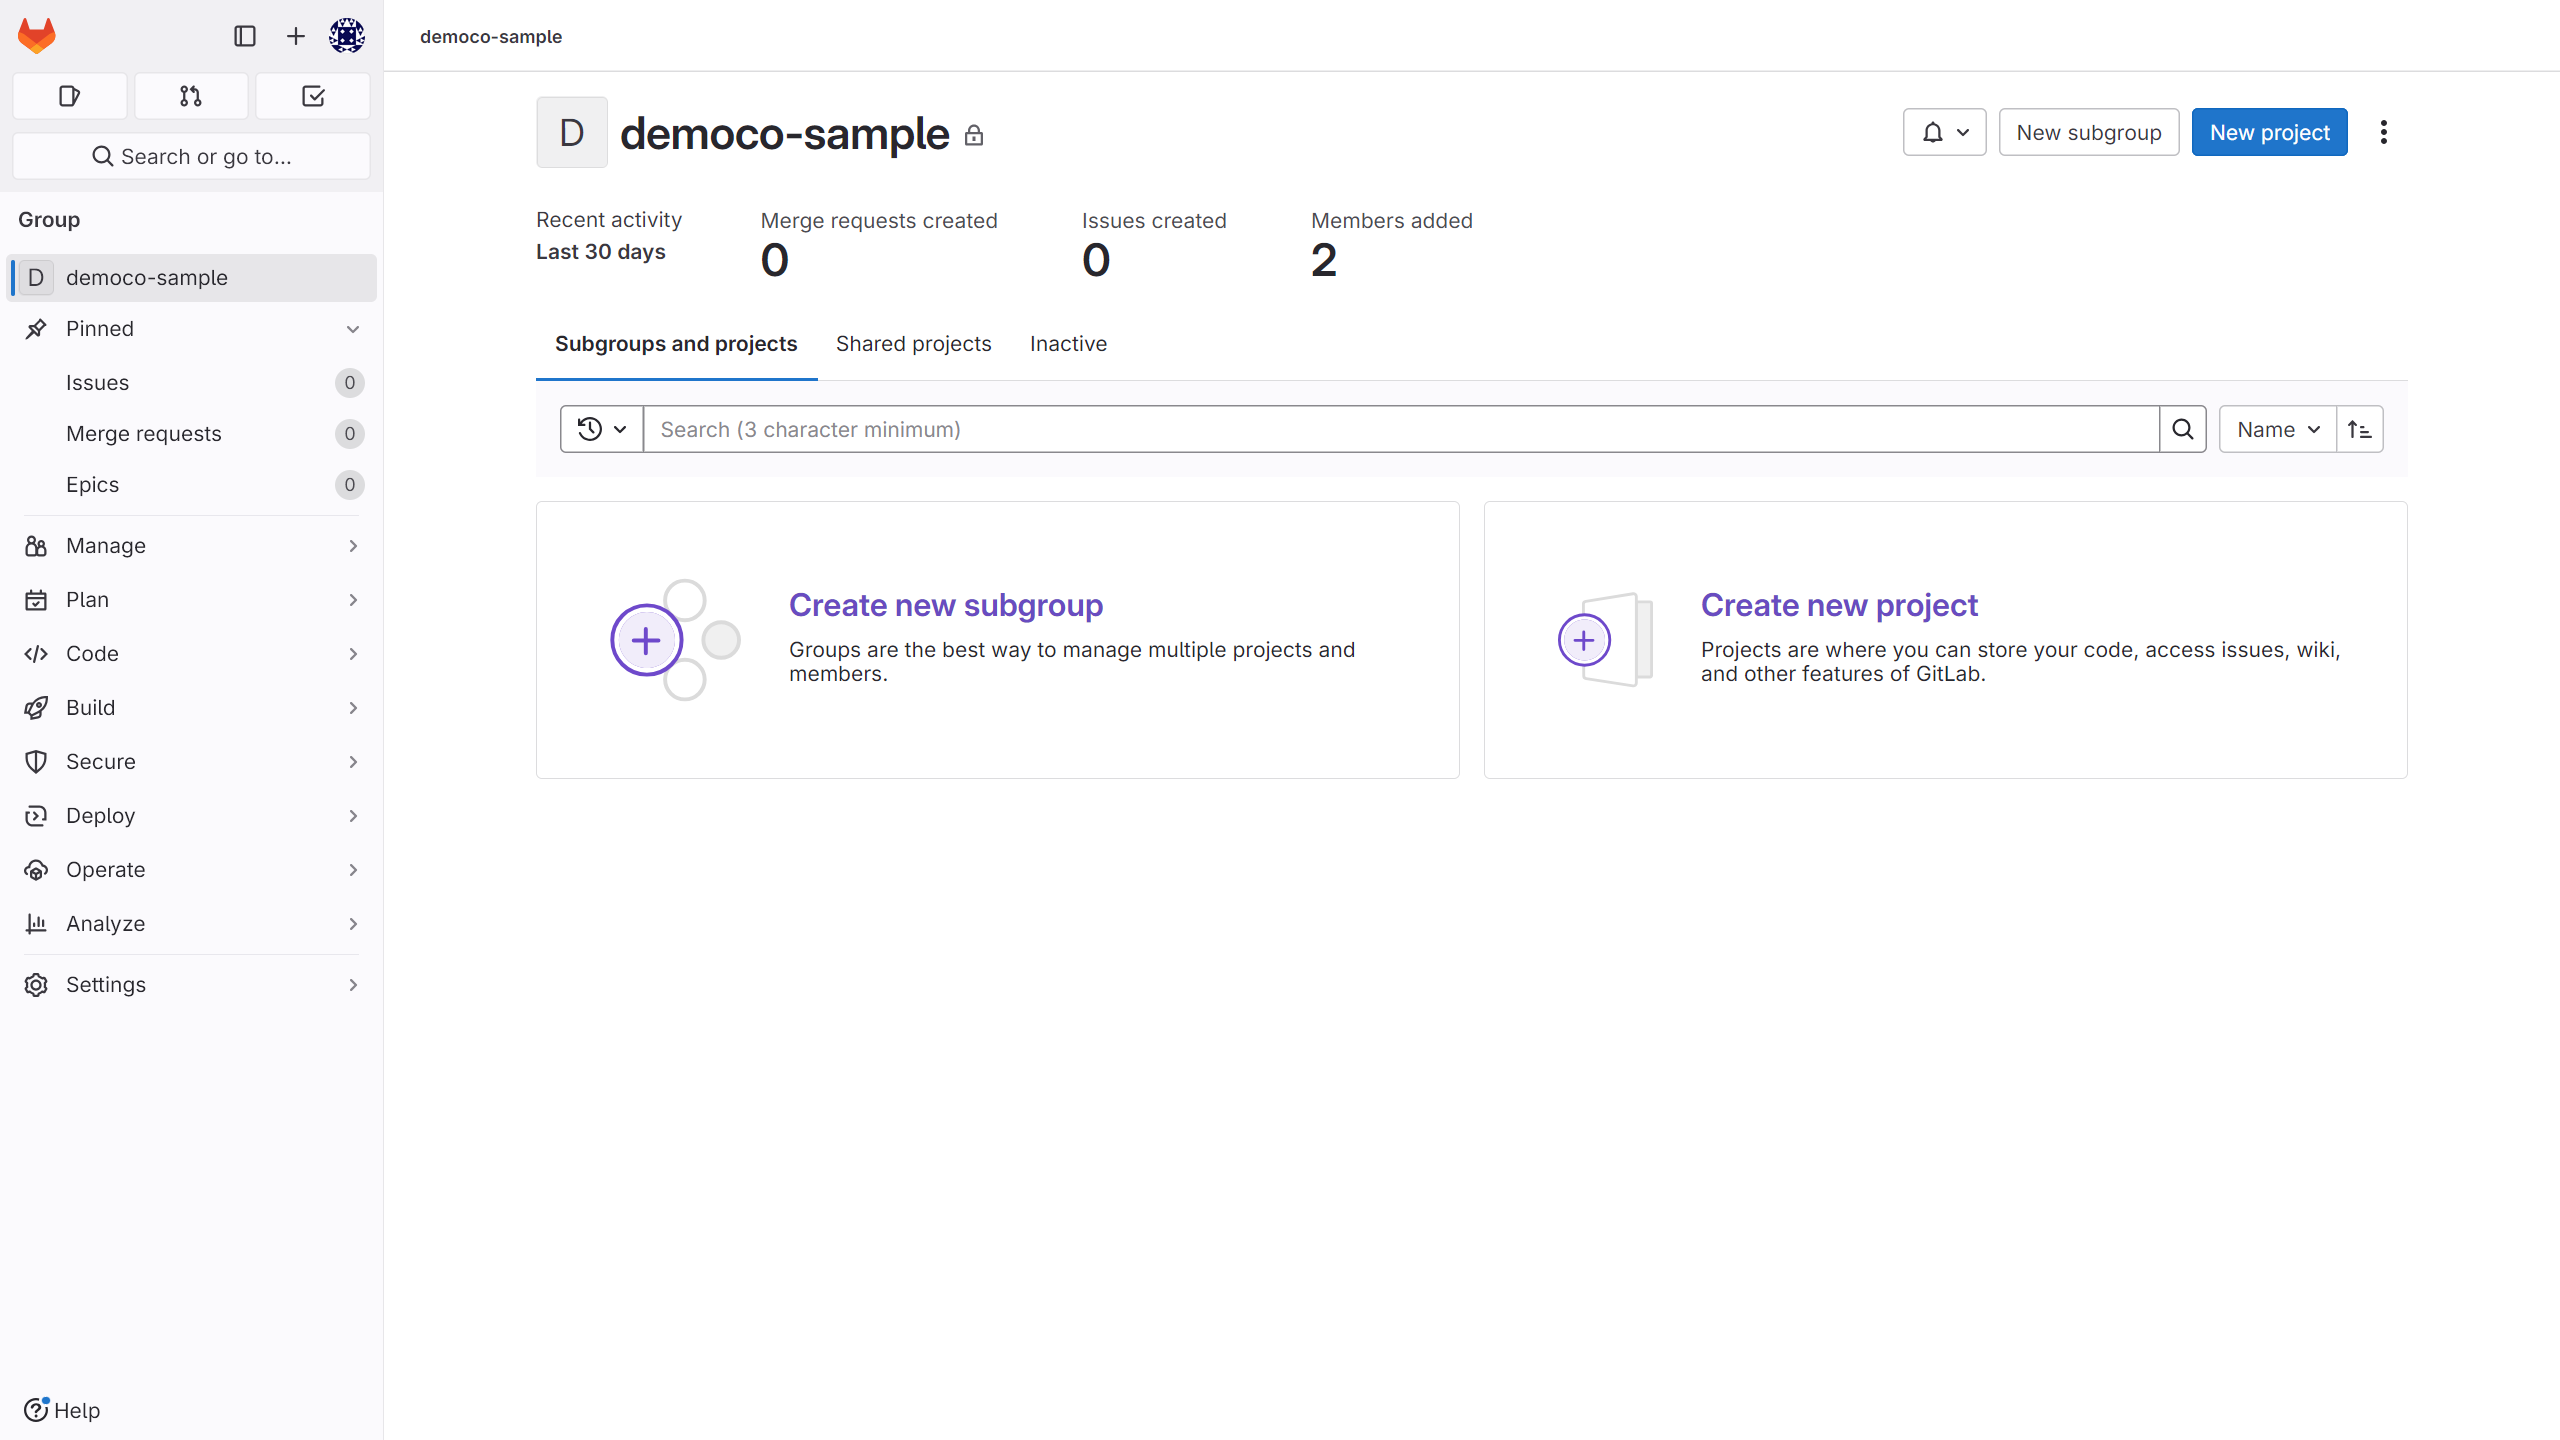 democo-sample
Search or go to...
Group
D democo-sample
Pinned
Issues 0
Merge requests 0
Epics 0
Manage
Plan
Code
Build
Secure
Deploy
Operate
Analyze
Settings
Help
D democo-sample
New subgroup
New project
Recent activity
Last 30 days
Merge requests created
0
Issues created
0
Members added
2
Subgroups and projects
Shared projects
Inactive
Search (3 character minimum)
Name
Create new subgroup
Groups are the best way to manage multiple projects and
members.
Create new project
Projects are where you can store your code, access issues, wiki,
and other features of GitLab.